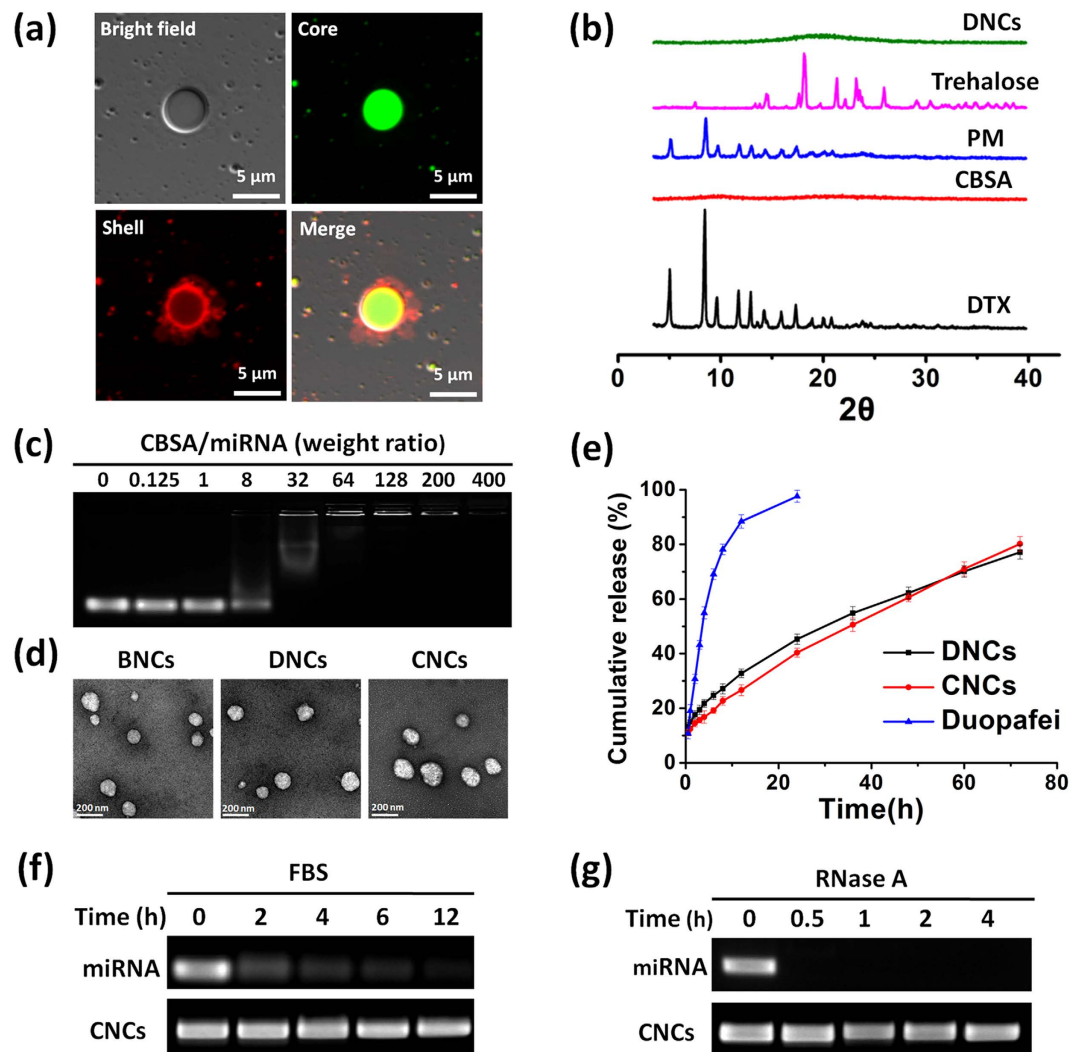 (a)
Bright field
5 μm
Core
5 μm
Shell
5 μm
Merge
5 μm
(b)
DNCs
Trehalose
PM
CBSA
DTX
0 10 20 30 40
2θ
(c)
CBSA/miRNA (weight ratio)
0 0.125 1 8 32 64 128 200 400
(d)
BNCs DNCs CNCs
200 nm 200 nm 200 nm
(e)
Cumulative release (%)
100
80
60
40
20
0
DNCs
CNCs
Duopafei
0 20 40 60 80
Time(h)
(f)
FBS
Time (h) 0 2 4 6 12
miRNA
CNCs
(g)
RNase A
Time (h) 0 0.5 1 2 4
miRNA
CNCs